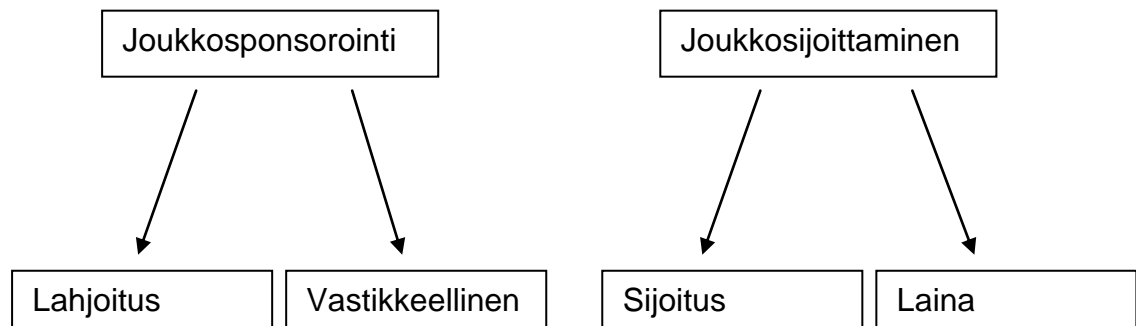 Joukkosponsorointi
Joukkosijoittaminen
Lahjoitus
Vastikkeellinen
Sijoitus
Laina